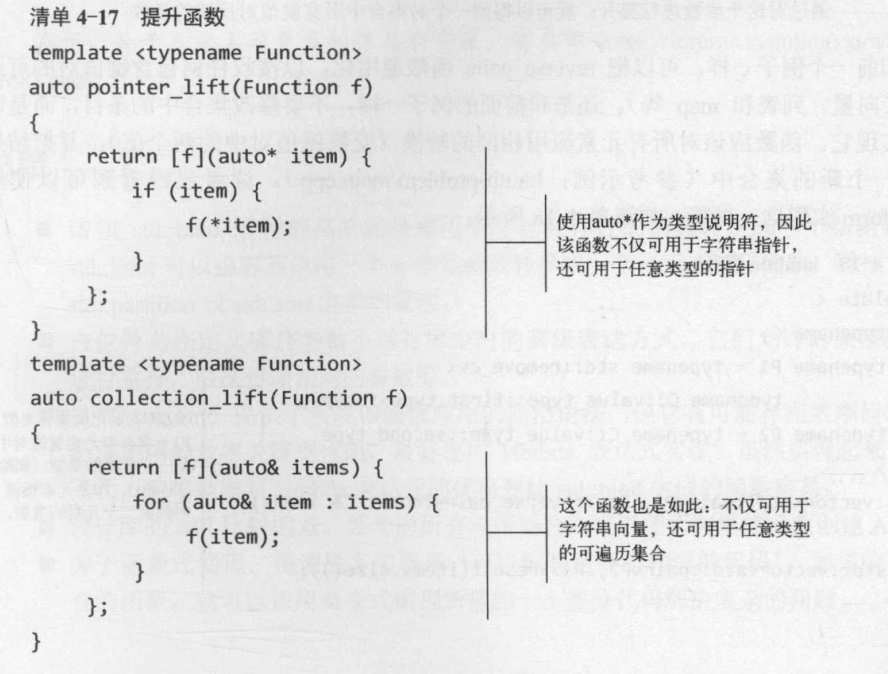 清单 4-17 提升函数
template <typename Function>
auto pointer_lift(Function f)
{
return [f](auto* item) {
if (item) {
f(*item);
}
};
}
使用auto*作为类型说明符，因此
该函数不仅可用于字符串指针，
还可用于任意类型的指针
template <typename Function>
auto collection_lift(Function f)
{
return [f](auto& items) {
for (auto& item : items) {
f(item);
}
};
}
这个函数也是如此：不仅可用于
字符串向量，还可用于任意类型
的可遍历集合